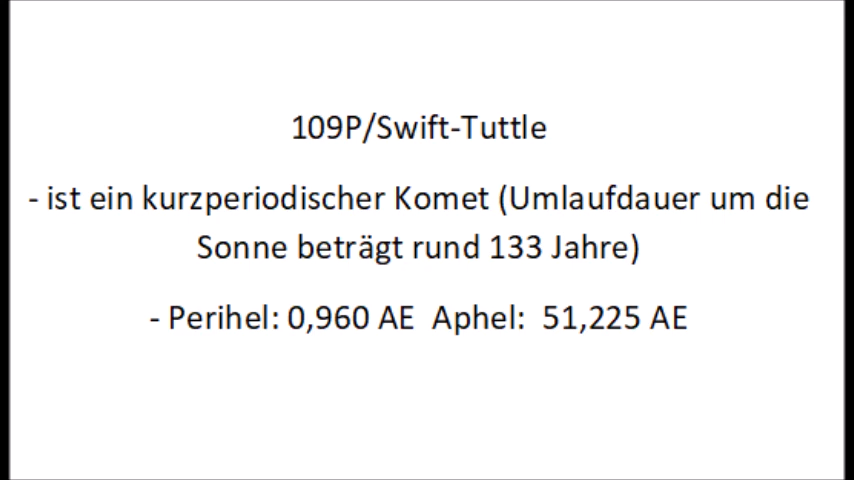 109P/Swift-Tuttle
- ist ein kurzperiodischer Komet (Umlaufdauer um die
Sonne beträgt rund 133 Jahre)
- Perihel: 0,960 AE  Aphel:  51,225 AE